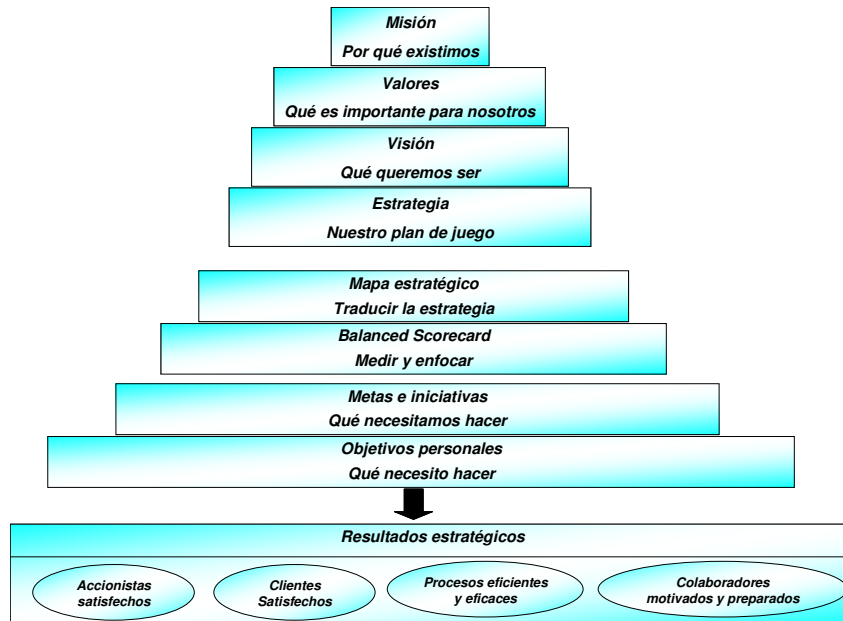 Misión
Por qué existimos
Valores
Qué es importante para nosotros
Visión
Qué queremos ser
Estrategia
Nuestro plan de juego
Mapa estratégico
Traducir la estrategia
Balanced Scorecard
Medir y enfocar
Metas e iniciativas
Qué necesitamos hacer
Objetivos personales
Qué necesito hacer
Resultados estratégicos
Accionistas
satisfechos
Clientes
Satisfechos
Procesos eficientes
y eficaces
Colaboradores
motivados y preparados